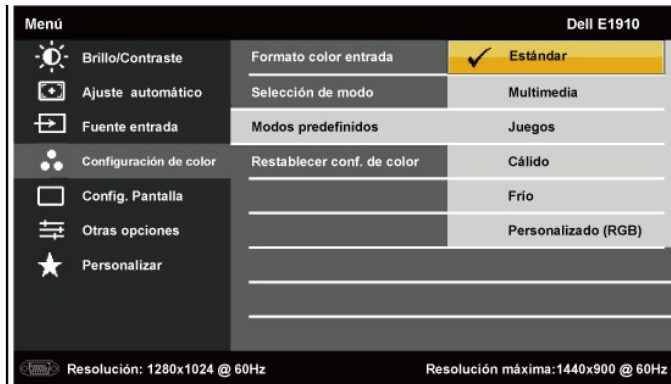 Menú Dell E1910
Brillo/Contraste Formato color entrada Estándar
Ajuste automático Selección de modo Multimedia
Fuente entrada Modos predefinidos Juegos
Configuración de color Restablecer conf. de color Cálido
Config. Pantalla Frío
Otras opciones Personalizado (RGB)
Personalizar
Resolución: 1280x1024 @ 60Hz Resolución máxima:1440x900 @ 60Hz